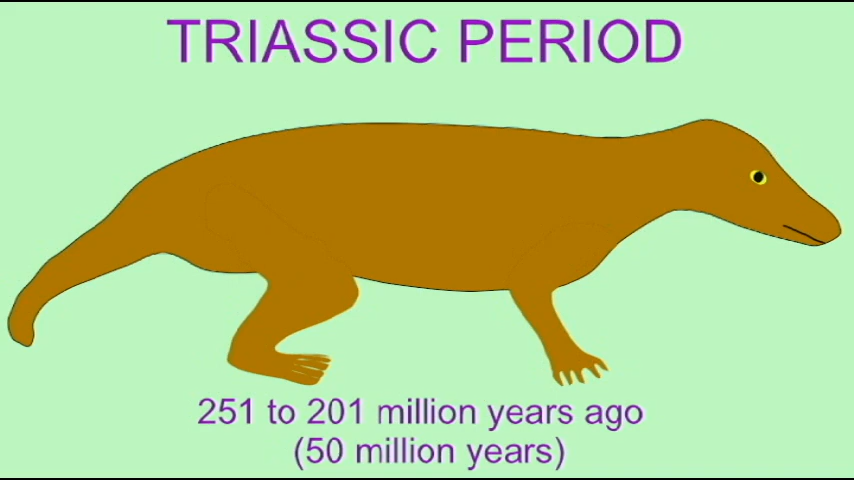 TRIASSIC PERIOD
251 to 201 million years ago
(50 million years)